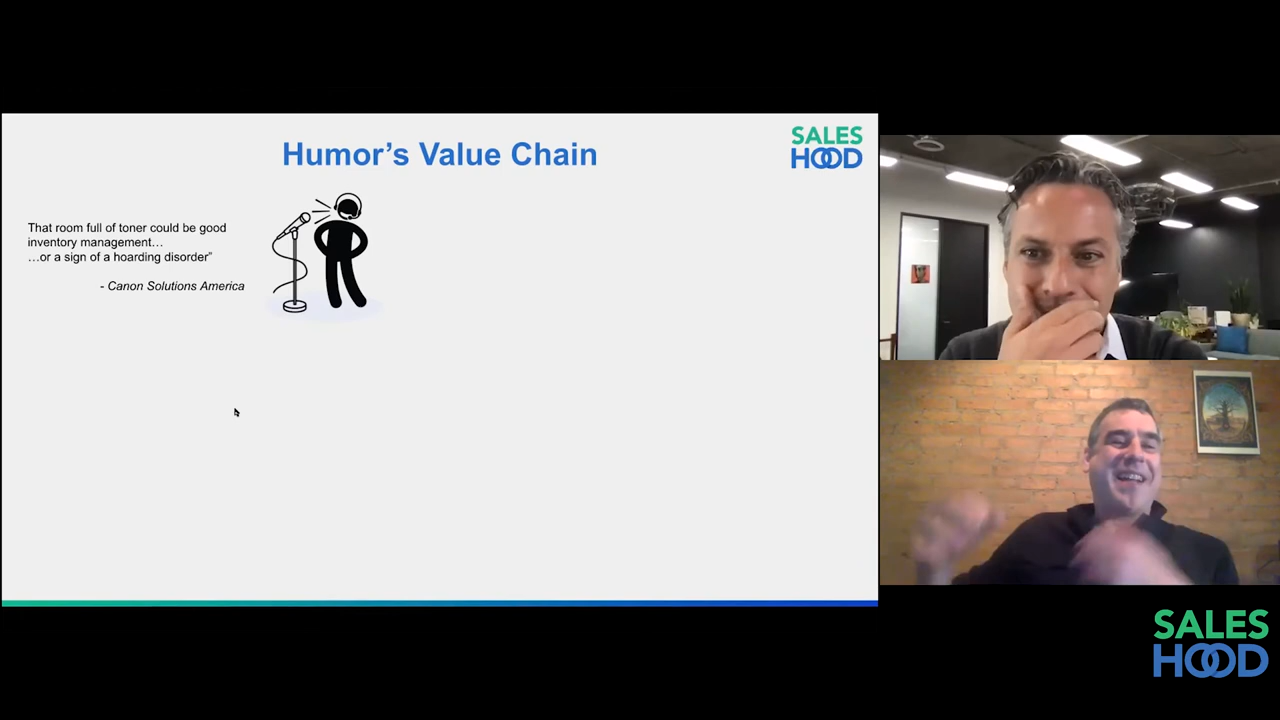 Humor's Value Chain
SALES
HOOD
That room full of toner could be good
inventory management…
…or a sign of a hoarding disorder”
- Canon Solutions America
SALES
HOOD